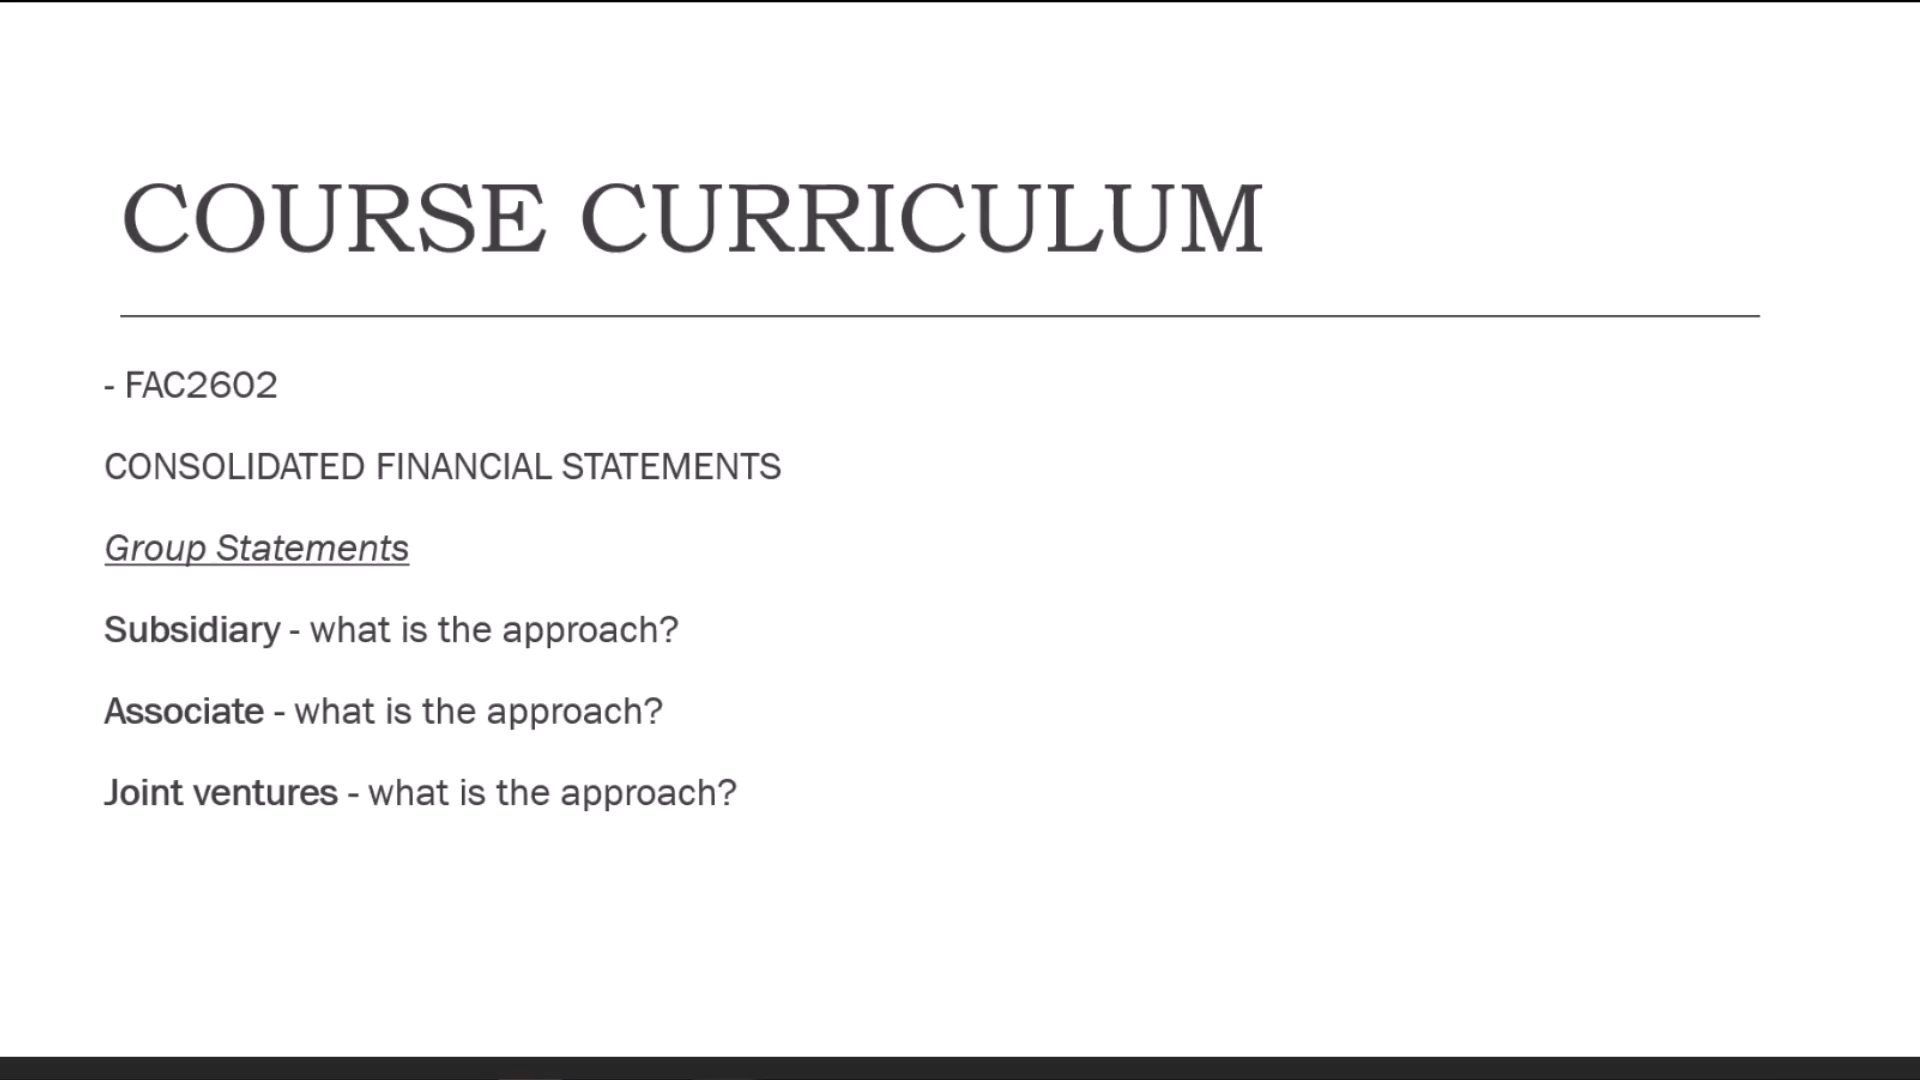 COURSE CURRICULUM
- FAC2602
CONSOLIDATED FINANCIAL STATEMENTS
Group Statements
Subsidiary - what is the approach?
Associate - what is the approach?
Joint ventures - what is the approach?